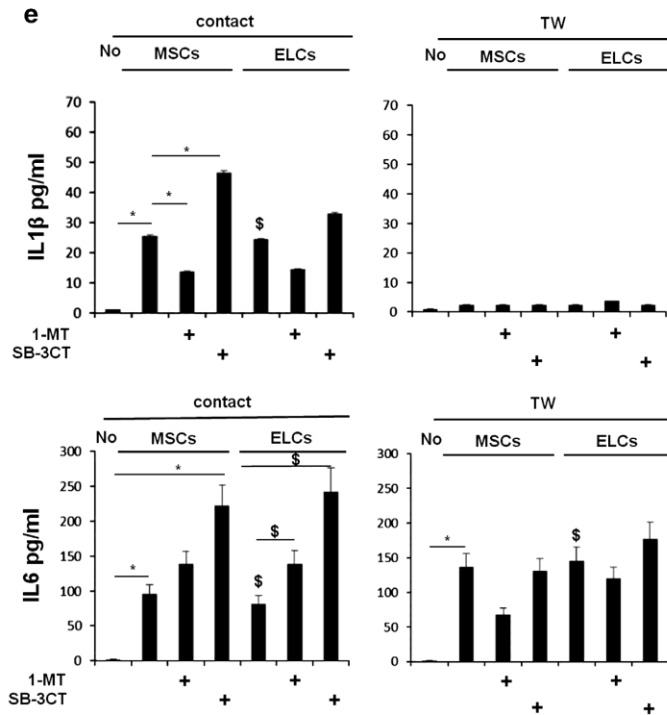 e
contact
No MSCs ELCs
TW
No MSCs ELCs
IL1β pg/ml
70
60
50
40
30
20
10
0
* * * $
70
60
50
40
30
20
10
0
1-MT + + + +
SB-3CT + + + +
contact
No MSCs ELCs
TW
No MSCs ELCs
IL6 pg/ml
300
250
200
150
100
50
0
* * $ $ $
300
250
200
150
100
50
0
* $
1-MT + + + +
SB-3CT + + + +